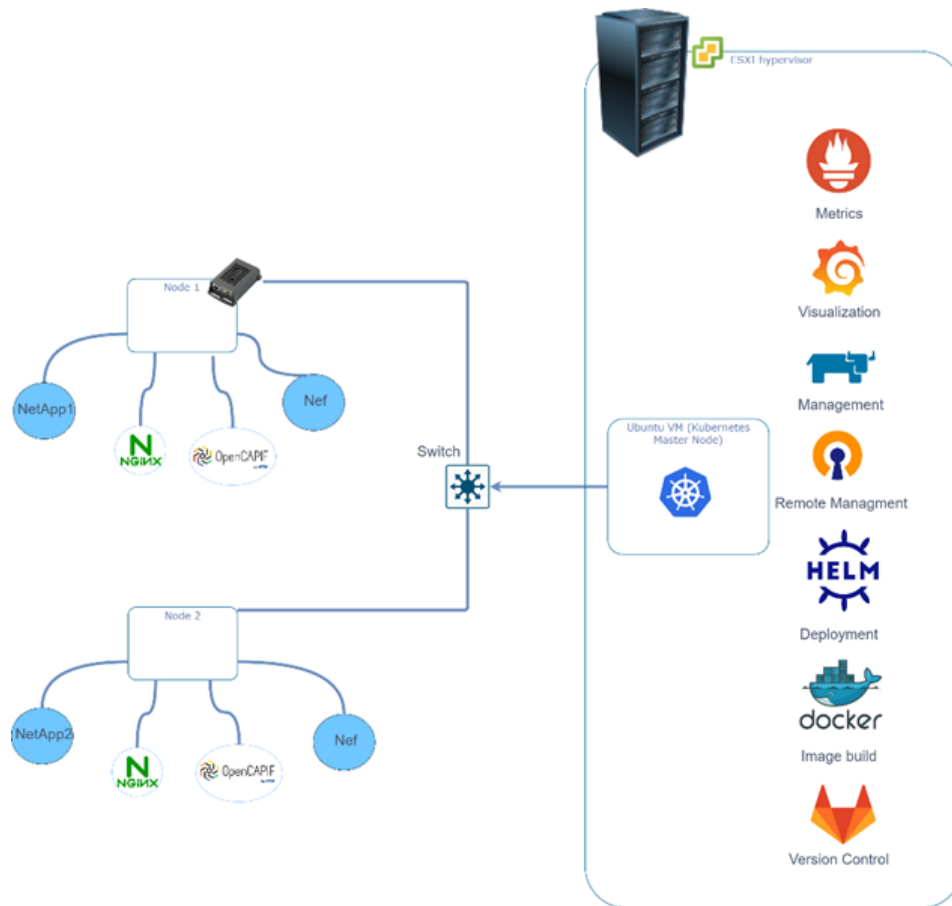 ESXI hypervisor
Metrics
Visualization
Management
Ubuntu VM (Kubernetes
Master Node)
Remote Managment
HELM
Deployment
docker
Image build
Version Control
Switch
Node 1
NetApp1
NGINX
OpenCAPIF
Nef
Node 2
NetApp2
NGINX
OpenCAPIF
Nef